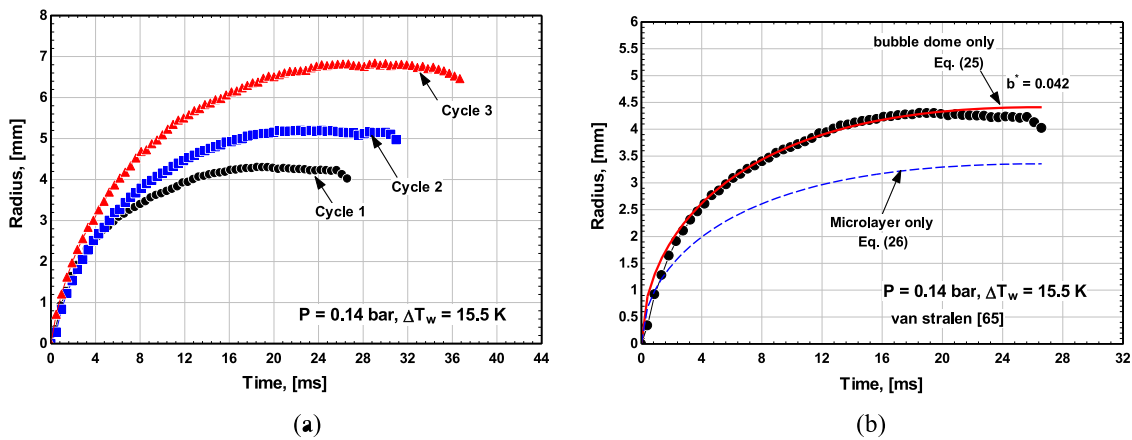 8
7
6
5
4
3
2
1
0
Radius, [mm]
Cycle 3
Cycle 2
Cycle 1
P = 0.14 bar, ΔTw = 15.5 K
0 4 8 12 16 20 24 28 32 36 40 44
Time, [ms]
(a)
6
5.5
5
4.5
4
3.5
3
2.5
2
1.5
1
0.5
0
Radius, [mm]
bubble dome only
Eq. (25)
b* = 0.042
Microlayer only
Eq. (26)
P = 0.14 bar, ΔTw = 15.5 K
van stralen [65]
0 4 8 12 16 20 24 28 32
Time, [ms]
(b)